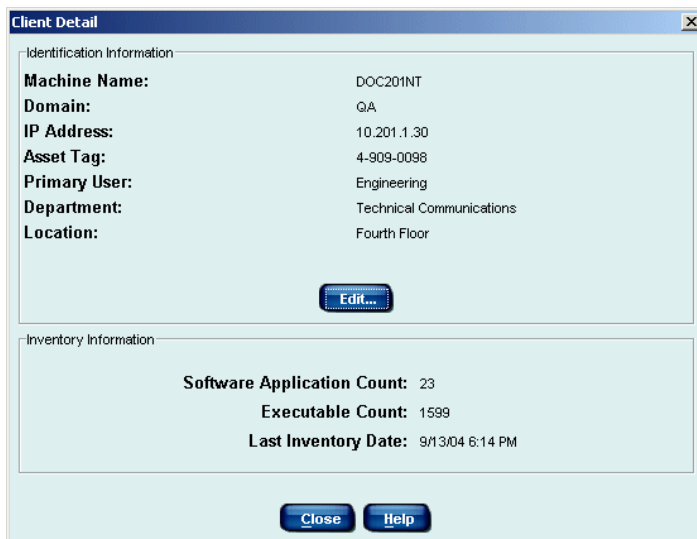 Client Detail
Identification Information
Machine Name: DOC201NT
Domain: QA
IP Address: 10.201.1.30
Asset Tag: 4-909-0098
Primary User: Engineering
Department: Technical Communications
Location: Fourth Floor
Edit...
Inventory Information
Software Application Count: 23
Executable Count: 1599
Last Inventory Date: 9/13/04 6:14 PM
Close Help